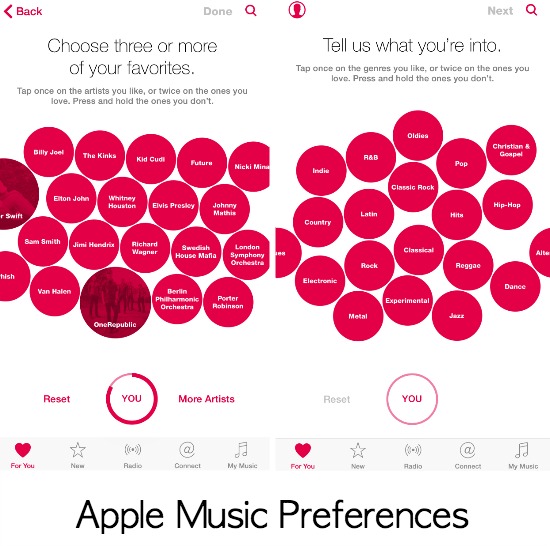 Back
Done
Choose three or more
of your favorites.
Tap once on the artists you like, or twice on the ones you
love. Press and hold the ones you don't.
Billy Joel
The Kinks
Kid Cudi
Future
Nicki Mina
r Swift
Elton John
Whitney
Houston
Elvis Presley
Johnny
Mathis
Sam Smith
Jimi Hendrix
Richard
Wagner
Swedish
House Mafia
London
Symphony
Orchestra
Phish
Van Halen
OneRepublic
Berlin
Philharmonic
Orchestra
Porter
Robinson
Reset
YOU
More Artists
For You
New
Radio
Connect
My Music
Next
Tell us what you're into.
Tap once on the genres you like, or twice on the ones you
love. Press and hold the ones you don't.
Oldies
Indie
R&B
Pop
Christian &
Gospel
Classic Rock
Country
Latin
Hits
Hip-Hop
ues
Electronic
Rock
Classical
Reggae
Alte
Dance
Metal
Experimental
Jazz
Reset
YOU
For You
New
Radio
@
Connect
My Music
Apple Music Preferences